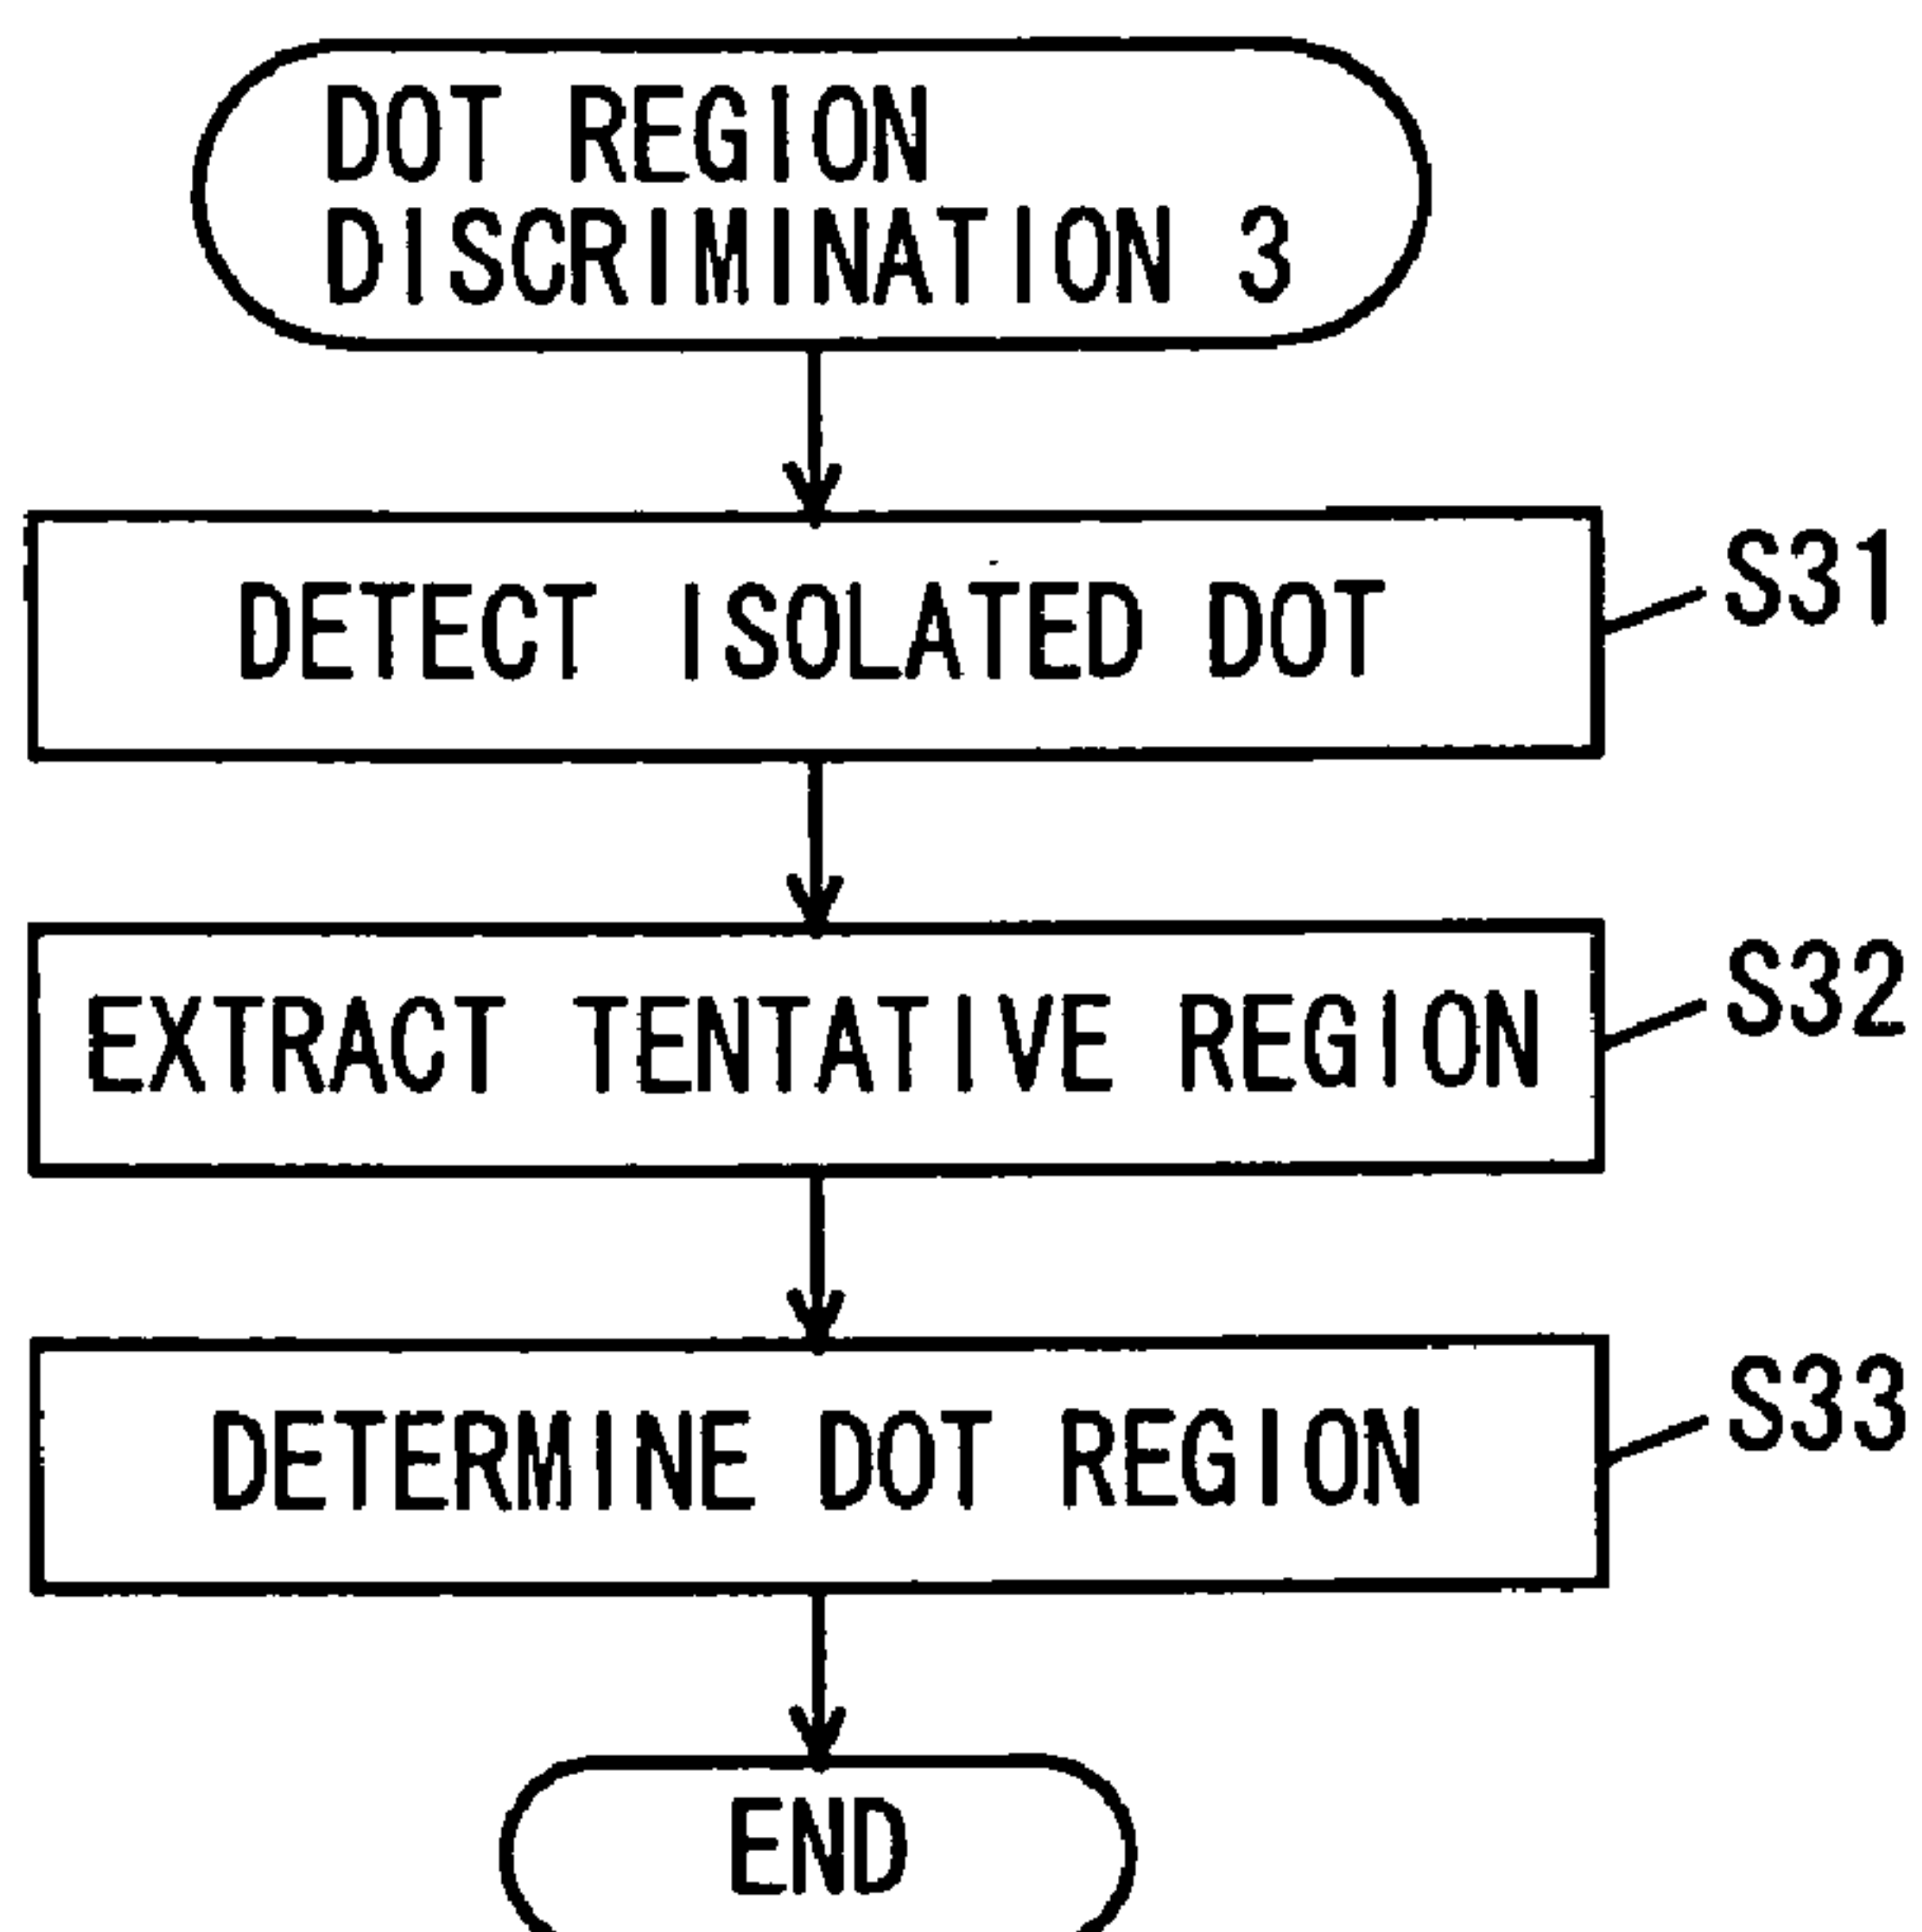 DOT REGION
DISCRIMINATION 3
DETECT ISOLATED DOT
S31
EXTRACT TENTATIVE REGION
S32
DETERMINE DOT REGION
S33
END